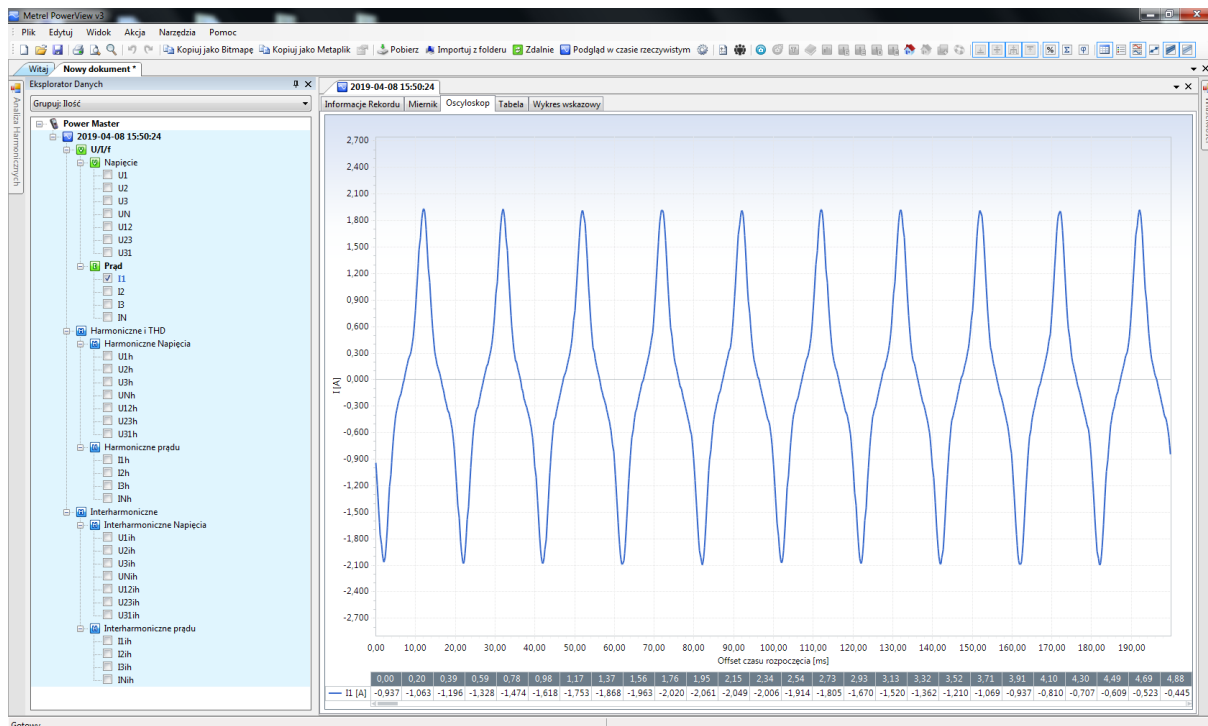 Metrel PowerView v3
Plik Edytuj Widok Akcja Narzędzia Pomoc
Kopiuj jako Bitmapę Kopiuj jako Metaplik Pobierz Importuj z folderu Zdalnie Podgląd w czasie rzeczywistym
Witaj Nowy dokument *
Eksplorator Danych
2019-04-08 15:50:24
Grupuj: Ilość
Informacje Rekordu Miernik Oscyloskop Tabela Wykres wskazowy
Analiza Harmonicznych
Power Master
2019-04-08 15:50:24
U/I/f
Napięcie
U1
U2
U3
UN
U12
U23
U31
Prąd
I1
I2
I3
IN
Harmoniczne i THD
Harmoniczne Napięcia
U1h
U2h
U3h
UNh
U12h
U23h
U31h
Harmoniczne prądu
I1h
I2h
I3h
INh
Interharmoniczne
Interharmoniczne Napięcia
U1ih
U2ih
U3ih
UNih
U12ih
U23ih
U31ih
Interharmoniczne prądu
I1ih
I2ih
I3ih
INih
2,700
2,400
2,100
1,800
1,500
1,200
0,900
0,600
0,300
0,000
-0,300
-0,600
-0,900
-1,200
-1,500
-1,800
-2,100
-2,400
-2,700
I [A]
0,00 10,00 20,00 30,00 40,00 50,00 60,00 70,00 80,00 90,00 100,00 110,00 120,00 130,00 140,00 150,00 160,00 170,00 180,00 190,00
Offset czasu rozpoczęcia [ms]
0,00 0,20 0,39 0,59 0,78 0,98 1,17 1,37 1,56 1,76 1,95 2,15 2,34 2,54 2,73 2,93 3,13 3,32 3,52 3,71 3,91 4,10 4,30 4,49 4,69 4,88
I1 [A] -0,937 -1,063 -1,196 -1,328 -1,474 -1,618 -1,753 -1,868 -1,963 -2,020 -2,061 -2,049 -2,006 -1,914 -1,805 -1,670 -1,520 -1,362 -1,210 -1,069 -0,937 -0,810 -0,707 -0,609 -0,523 -0,445